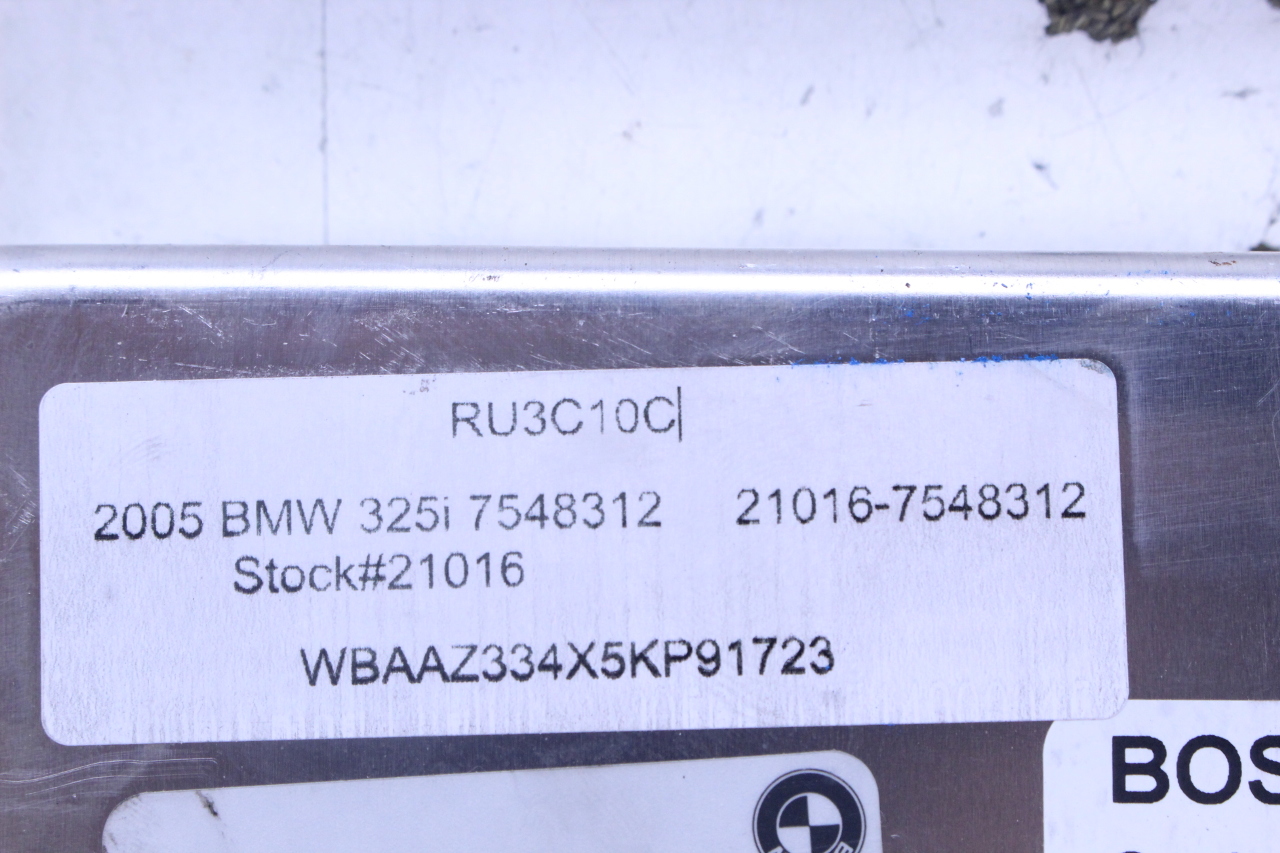 RU3C10C
2005 BMW 325i 7548312 21016-7548312
Stock#21016
WBAAZ334X5KP91723
BOS